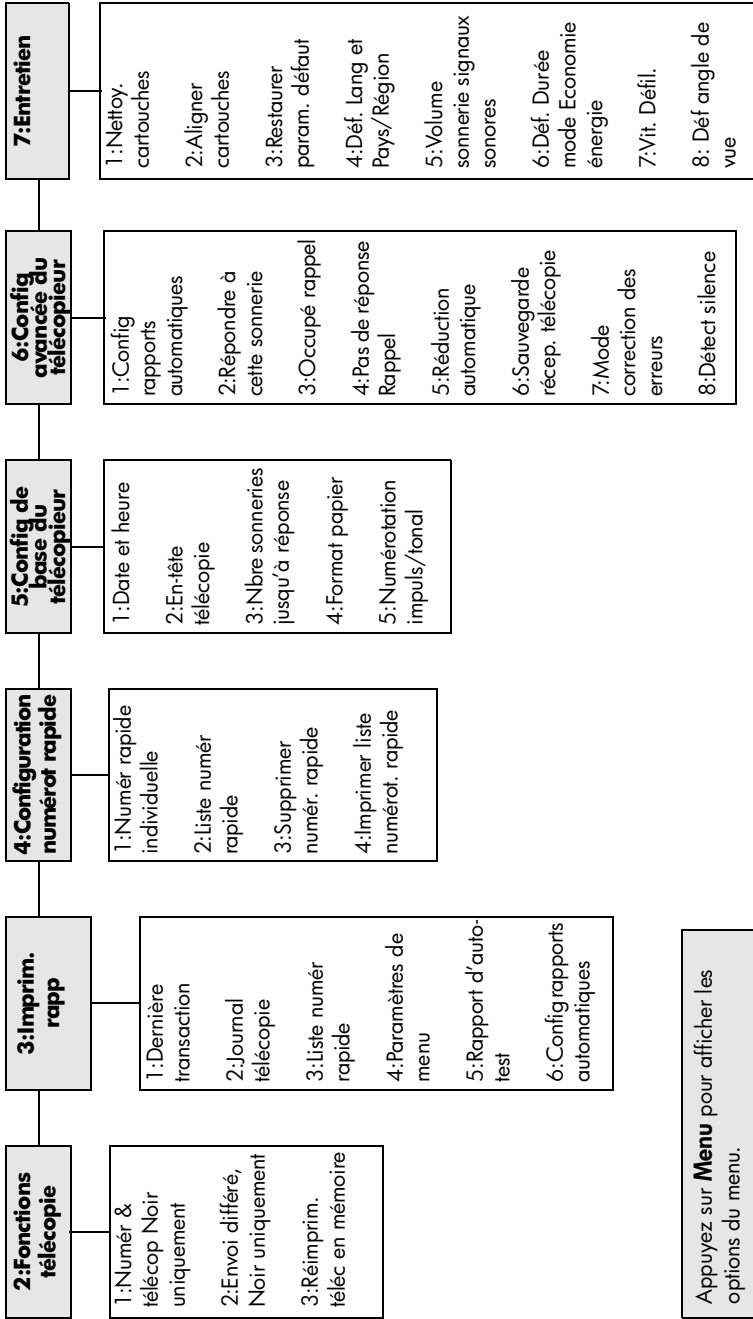 2:Fonctions
télécopie
1:Numér &
télécop Noir
uniquement
2:Envoi différé,
Noir uniquement
3:Réimprim.
téléc en mémoire
3:Imprim.
rapp
1:Dernière
transaction
2:Journal
télécopie
3:Liste numér
rapide
4:Paramètres de
menu
5:Rapport d'auto-
test
6:Config rapports
automatiques
4:Configuration
numérot rapide
1:Numér rapide
individuelle
2:Liste numér
rapide
3:Supprimer
numér. rapide
4:Imprimer liste
numérot. rapide
5:Config de
base du
télécopieur
1:Date et heure
2:En-tête
télécopie
3:Nbre sonneries
jusqu'à réponse
4:Format papier
5:Numérotation
impuls/tonal
6:Config
avancée du
télécopieur
1:Config
rapports
automatiques
2:Répondre à
cette sonnerie
3:Occupé rappel
4:Pas de réponse
Rappel
5:Réduction
automatique
6:Sauvegarde
récep. télécopie
7:Mode
correction des
erreurs
8:Détect silence
7:Entretien
1:Nettoy.
cartouches
2:Aligner
cartouches
3:Restaurer
param. défaut
4:Déf. Lang et
Pays/Région
5:Volume
sonnerie signaux
sonores
6:Déf. Durée
mode Economie
énergie
7:Vit. Défil.
8: Déf angle de
vue
Appuyez sur Menu pour afficher les
options du menu.